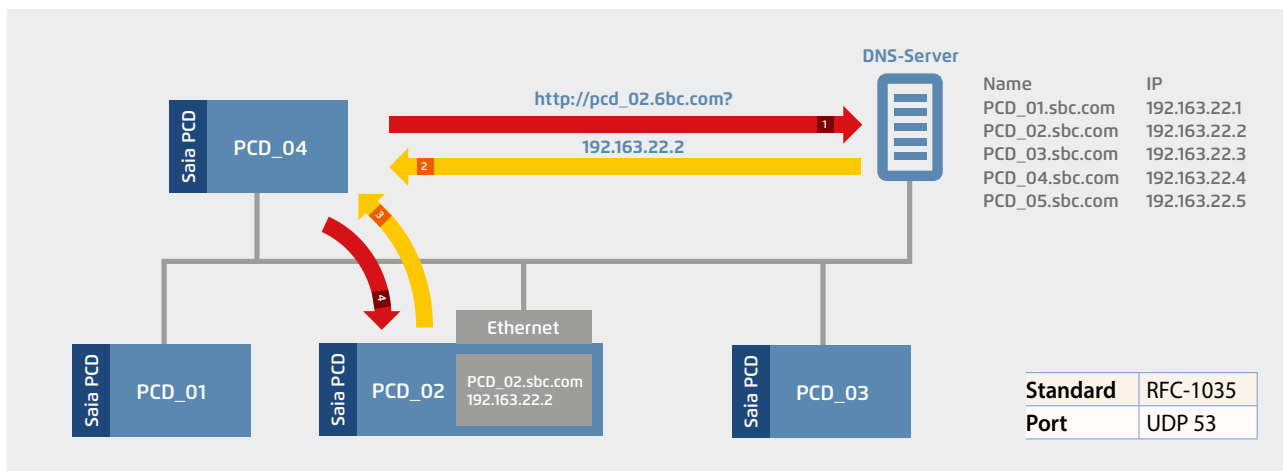 DNS-Server
http://pcd_02.6bc.com?
Name IP
PCD_01.sbc.com 192.163.22.1
PCD_02.sbc.com 192.163.22.2
PCD_03.sbc.com 192.163.22.3
PCD_04.sbc.com 192.163.22.4
PCD_05.sbc.com 192.163.22.5
Saia PCD
PCD_04
1
192.163.22.2
2
3
4
Ethernet
Saia PCD
PCD_01
Saia PCD
PCD_02
PCD_02.sbc.com
192.163.22.2
Saia PCD
PCD_03
Standard RFC-1035
Port UDP 53